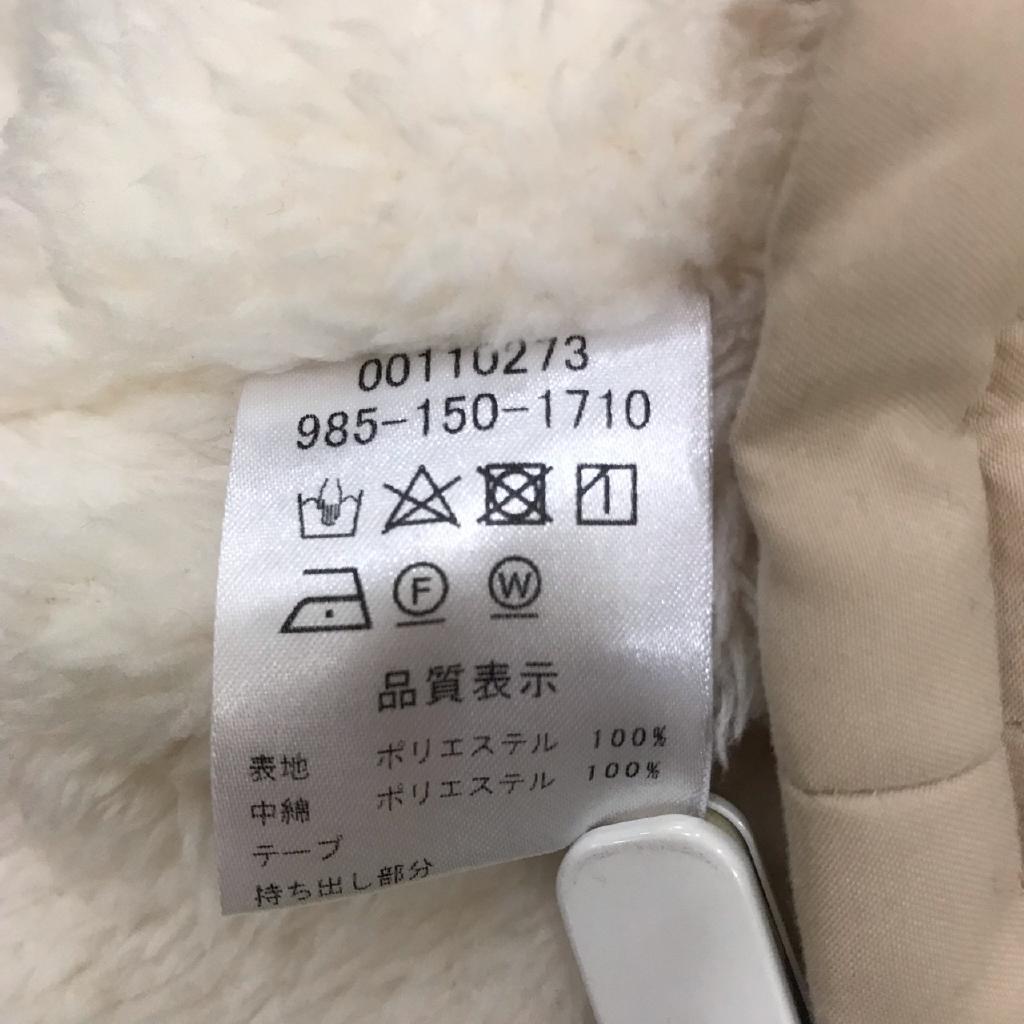 00110273
985-150-1710
F W
品質表示
表地 ポリエステル 100%
中綿 ポリエステル 100%
テープ
持ち出し部分